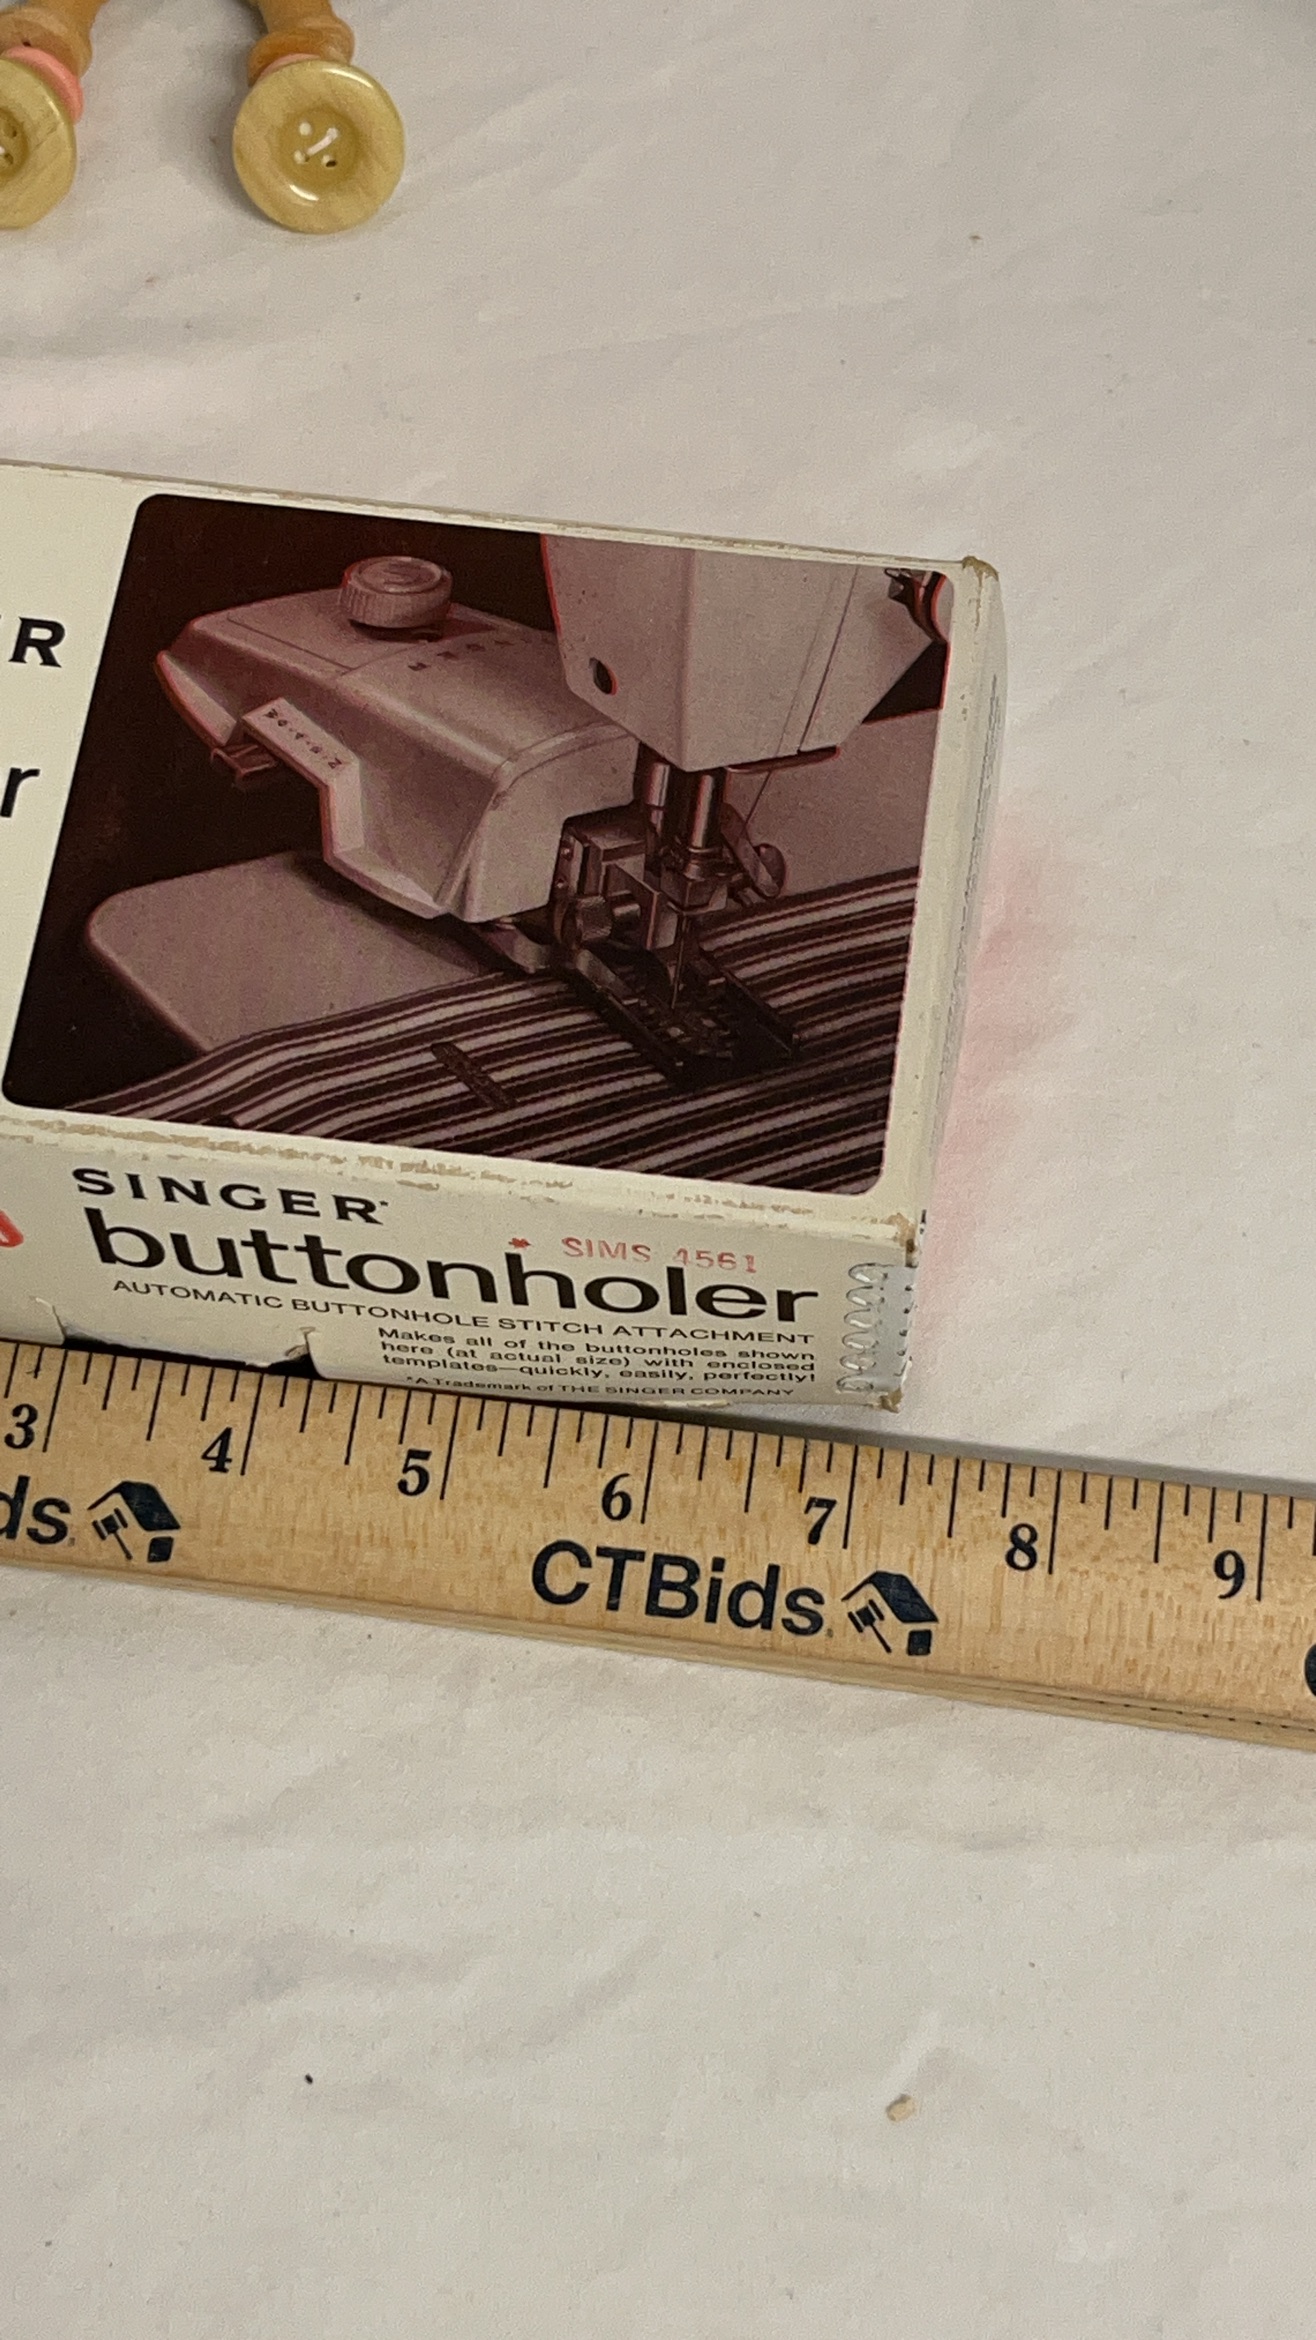 ER
r
SINGER*
buttonholer
SIMS 4561
AUTOMATIC BUTTONHOLE STITCH ATTACHMENT
Makes all of the buttonholes shown
here (at actual size) with enclosed
templates—quickly, easily, perfectly!
*A Trademark of THE SINGER COMPANY
3 4 5 6 7 8 9
ds
CTBids